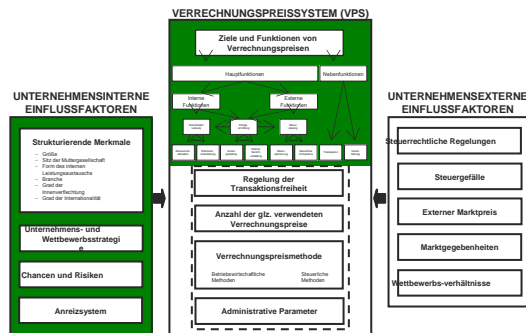 VERRECHNUNGSPREISSYSTEM (VPS)
Ziele und Funktionen von
Verrechnungspreisen
Hauptfunktionen
Nebenfunktionen
Interne
Funktionen
Externe
Funktionen
UNTERNEHMENSINTERNE
EINFLUSSFAKTOREN
Strukturierende Merkmale
– Größe
– Sitz der Muttergesellschaft
– Form des internen
Leistungsaustauschs
– Branche
– Grad der
Innenverflechtung
– Grad der Internationalität
Unternehmens- und
Wettbewerbsstrategi
e
Chancen und Risiken
Anreizsystem
Regelung der
Transaktionsfreiheit
Anzahl der glz. verwendeten
Verrechnungspreise
Verrechnungspreismethode
Betriebswirtschaftliche
Methoden
Steuerliche
Methoden
Administrative Parameter
UNTERNEHMENSEXTERNE
EINFLUSSFAKTOREN
Steuerrechtliche Regelungen
Steuergefälle
Externer Marktpreis
Marktgegebenheiten
Wettbewerbs-verhältnisse